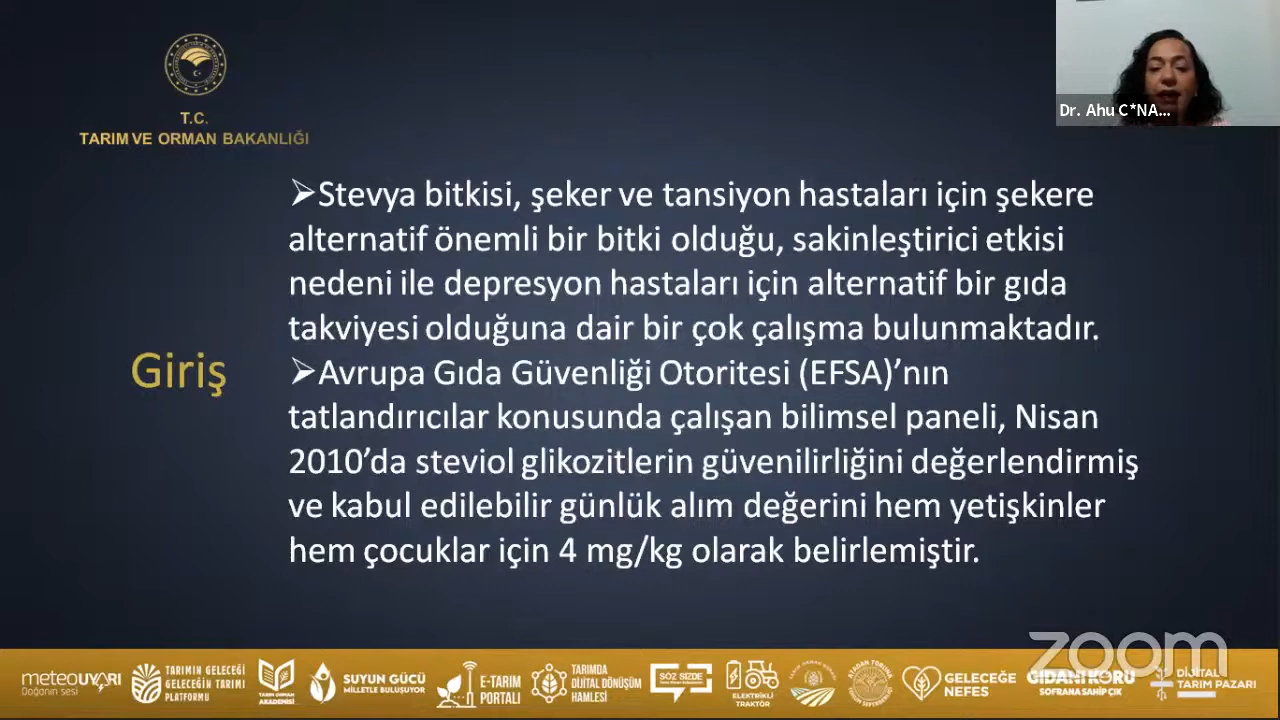 T.C.
TARIM VE ORMAN BAKANLIĞI
Dr. Ahu C*NA...
➢Stevya bitkisi, şeker ve tansiyon hastaları için şekere
alternatif önemli bir bitki olduğu, sakinleştirici etkisi
nedeni ile depresyon hastaları için alternatif bir gıda
takviyesi olduğuna dair bir çok çalışma bulunmaktadır.
Giriş
➢Avrupa Gıda Güvenliği Otoritesi (EFSA)’nın
tatlandırıcılar konusunda çalışan bilimsel paneli, Nisan
2010’da steviol glikozitlerin güvenilirliğini değerlendirmiş
ve kabul edilebilir günlük alım değerini hem yetişkinler
hem çocuklar için 4 mg/kg olarak belirlemiştir.
zoom
meteoUYARI
Doğanın sesi
TARIMIN GELECEĞİ
GELECEĞİN TARIMI
PLATFORMU
TARIM ORMAN
AKADEMİSİ
SUYUN GÜCÜ
MİLLETLE BULUŞUYOR
E-TARIM
PORTALI
TARIMDA
DİJİTAL DÖNÜŞÜM
HAMLESİ
SÖZ SİZDE
ELEKTRİKLİ
TRAKTÖR
GELECEĞE
NEFES
GIDANI KORU
SOFRANA SAHİP ÇIK
DİJİTAL
TARIM PAZARI